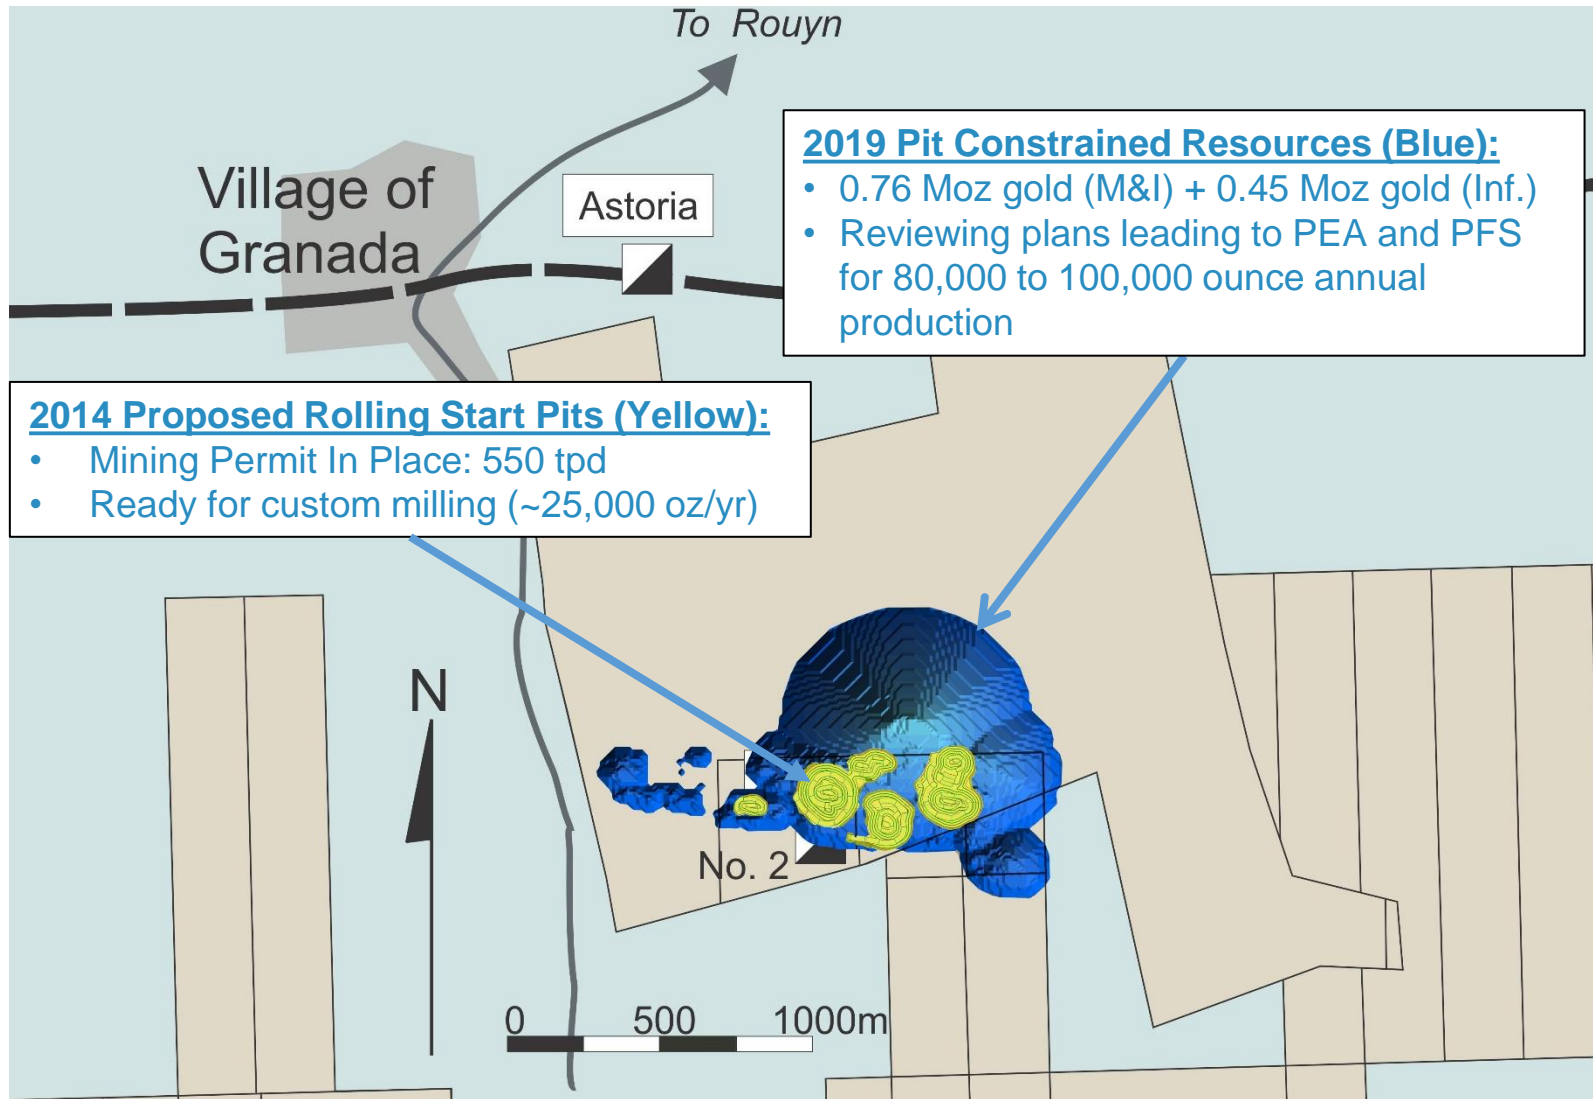 To Rouyn
2019 Pit Constrained Resources (Blue):
• 0.76 Moz gold (M&I) + 0.45 Moz gold (Inf.)
• Reviewing plans leading to PEA and PFS
for 80,000 to 100,000 ounce annual
production
Village of
Granada
Astoria
2014 Proposed Rolling Start Pits (Yellow):
• Mining Permit In Place: 550 tpd
• Ready for custom milling (~25,000 oz/yr)
N
No. 2
0 500 1000m